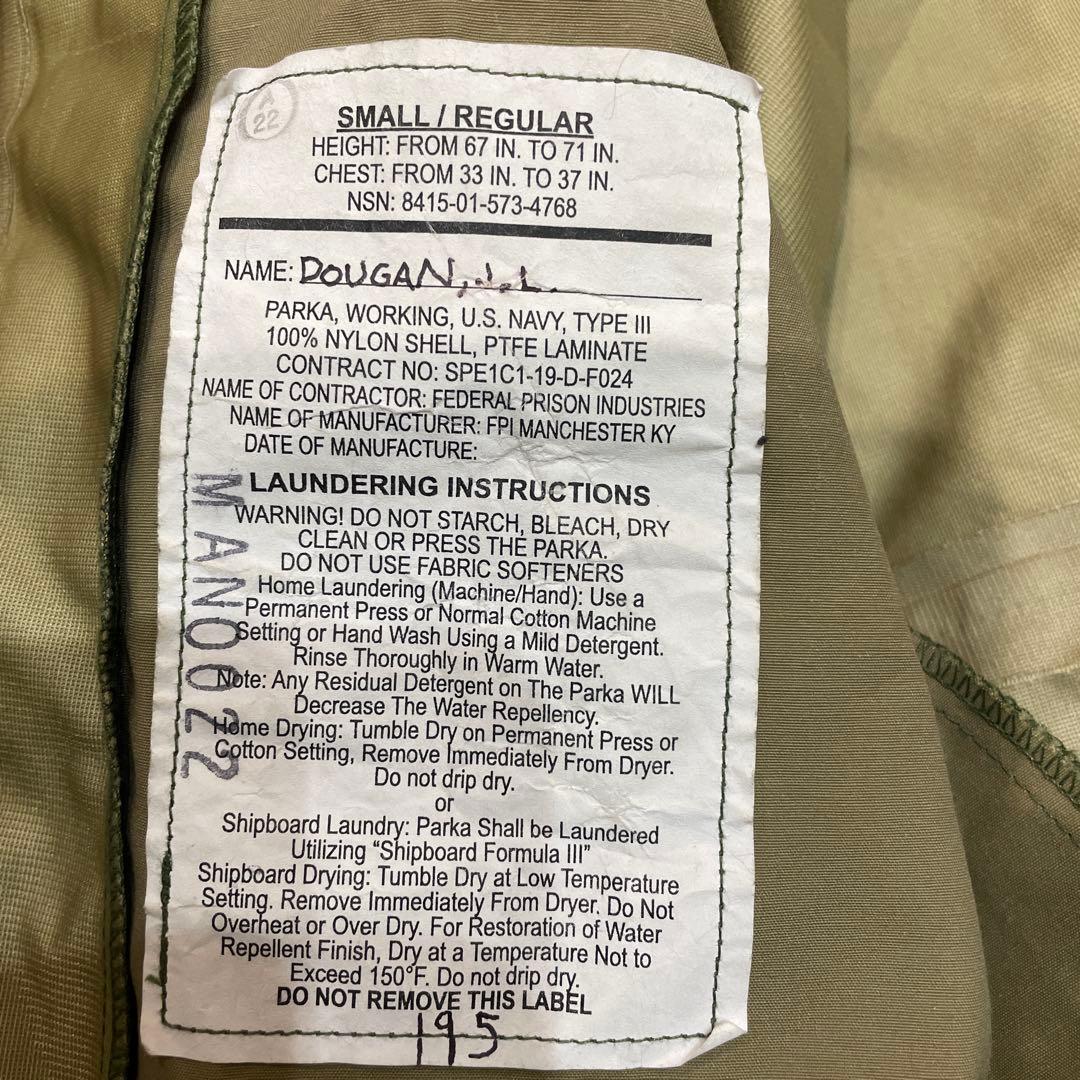 A
22
SMALL / REGULAR
HEIGHT: FROM 67 IN. TO 71 IN.
CHEST: FROM 33 IN. TO 37 IN.
NSN: 8415-01-573-4768
NAME: DOUGAN, J.L.
PARKA, WORKING, U.S. NAVY, TYPE III
100% NYLON SHELL, PTFE LAMINATE
CONTRACT NO: SPE1C1-19-D-F024
NAME OF CONTRACTOR: FEDERAL PRISON INDUSTRIES
NAME OF MANUFACTURER: FPI MANCHESTER KY
DATE OF MANUFACTURE:
LAUNDERING INSTRUCTIONS
WARNING! DO NOT STARCH, BLEACH, DRY
CLEAN OR PRESS THE PARKA.
DO NOT USE FABRIC SOFTENERS
Home Laundering (Machine/Hand): Use a
Permanent Press or Normal Cotton Machine
Setting or Hand Wash Using a Mild Detergent.
Rinse Thoroughly in Warm Water.
Note: Any Residual Detergent on The Parka WILL
Decrease The Water Repellency.
Home Drying: Tumble Dry on Permanent Press or
Cotton Setting, Remove Immediately From Dryer.
Do not drip dry.
or
Shipboard Laundry: Parka Shall be Laundered
Utilizing “Shipboard Formula III”
Shipboard Drying: Tumble Dry at Low Temperature
Setting. Remove Immediately From Dryer. Do Not
Overheat or Over Dry. For Restoration of Water
Repellent Finish, Dry at a Temperature Not to
Exceed 150°F. Do not drip dry.
DO NOT REMOVE THIS LABEL
195
MAN0622